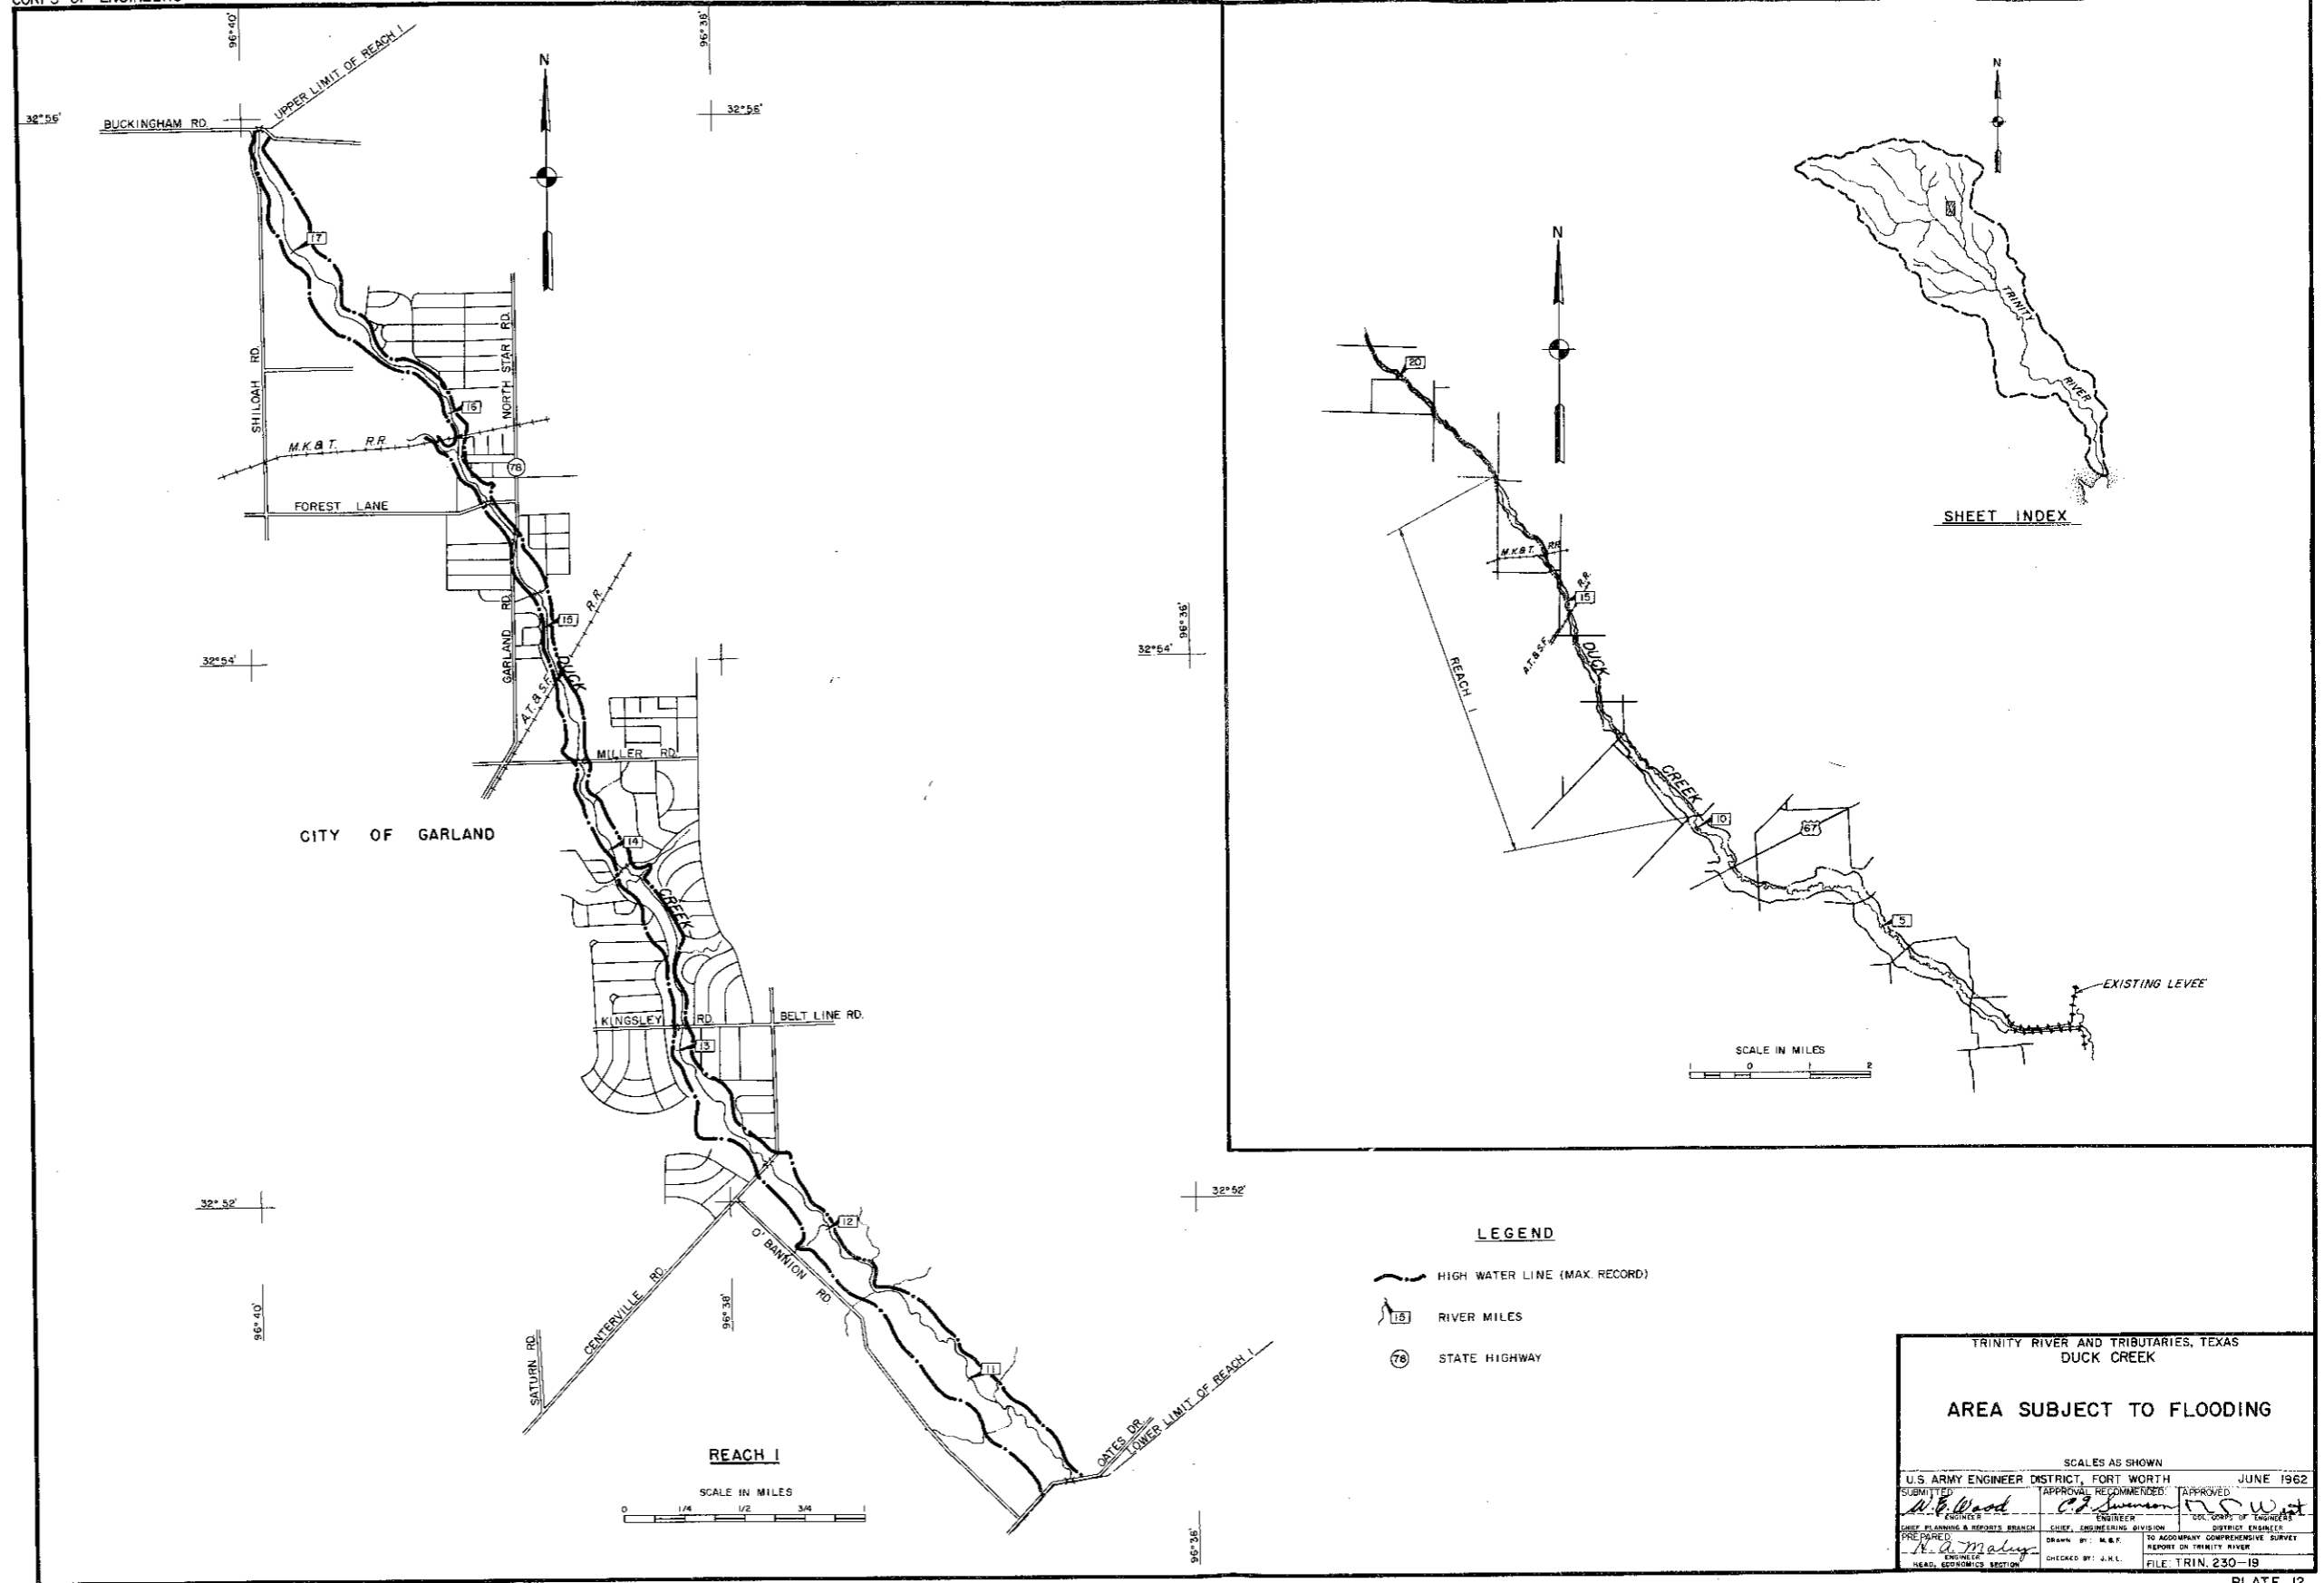 CORPS OF ENGINEERS
96°40'
96°38'
UPPER LIMIT OF REACH 1
N
32°56'
BUCKINGHAM RD.
32°56'
17
SHILOAH RD.
NORTH STAR RD.
16
M.K.&T. R.R.
78
FOREST LANE
GARLAND RD.
15
R.R.
A.T.&S.F.
32°54'
DUCK
96°36'
32°54'
MILLER RD.
CITY OF GARLAND
14
CREEK
KINGSLEY RD.
BELT LINE RD.
13
32°52'
32°52'
12
O'BANNION RD.
CENTERVILLE RD.
SATURN RD.
96°40'
96°38'
11
OATES DR.
LOWER LIMIT OF REACH 1
96°36'
REACH 1
SCALE IN MILES
0 1/4 1/2 3/4 1
N
TRINITY
RIVER
SHEET INDEX
N
20
M.K.&T. RR
R.R.
15
A.T.&S.F.
DUCK
REACH 1
CREEK
10
67
5
EXISTING LEVEE
SCALE IN MILES
1 0 1 2
LEGEND
HIGH WATER LINE (MAX. RECORD)
15 RIVER MILES
78 STATE HIGHWAY
TRINITY RIVER AND TRIBUTARIES, TEXAS
DUCK CREEK
AREA SUBJECT TO FLOODING
SCALES AS SHOWN
U.S. ARMY ENGINEER DISTRICT, FORT WORTH JUNE 1962
SUBMITTED: APPROVAL RECOMMENDED: APPROVED
W.E. Wood C.J. Swenson West
ENGINEER ENGINEER COL. CORPS OF ENGINEERS
CHIEF PLANNING & REPORTS BRANCH CHIEF, ENGINEERING DIVISION DISTRICT ENGINEER
PREPARED: DRAWN BY: M.B.F. TO ACCOMPANY COMPREHENSIVE SURVEY
REPORT ON TRINITY RIVER
H.A. Maluy
ENGINEER
HEAD, ECONOMICS SECTION CHECKED BY: J.H.L. FILE: TRIN. 230-19
PLATE 12